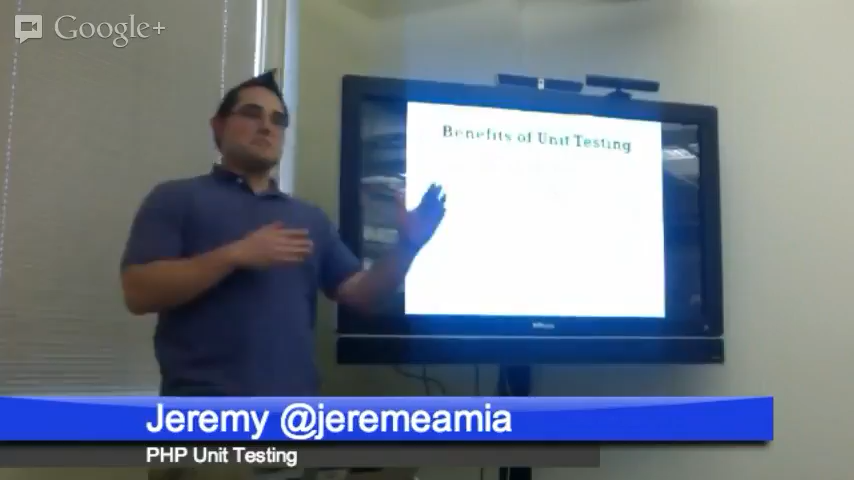 Google+
Benefits of Unit Testing
Jeremy @jeremeamia
PHP Unit Testing